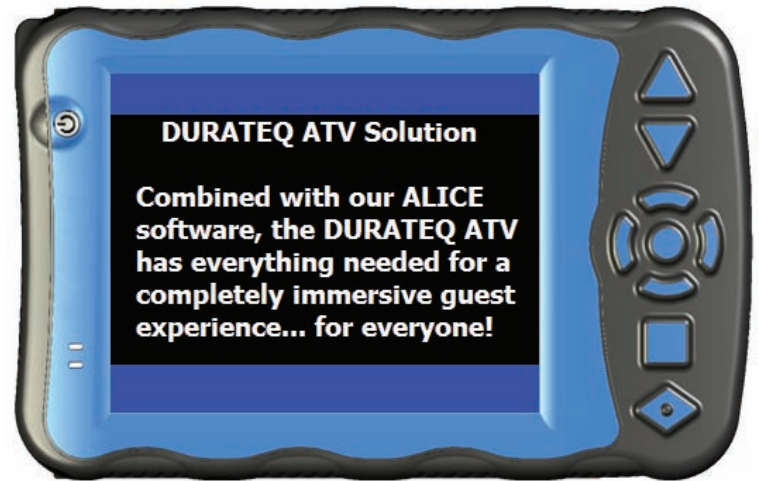 DURATEQ ATV Solution
Combined with our ALICE
software, the DURATEQ ATV
has everything needed for a
completely immersive guest
experience... for everyone!